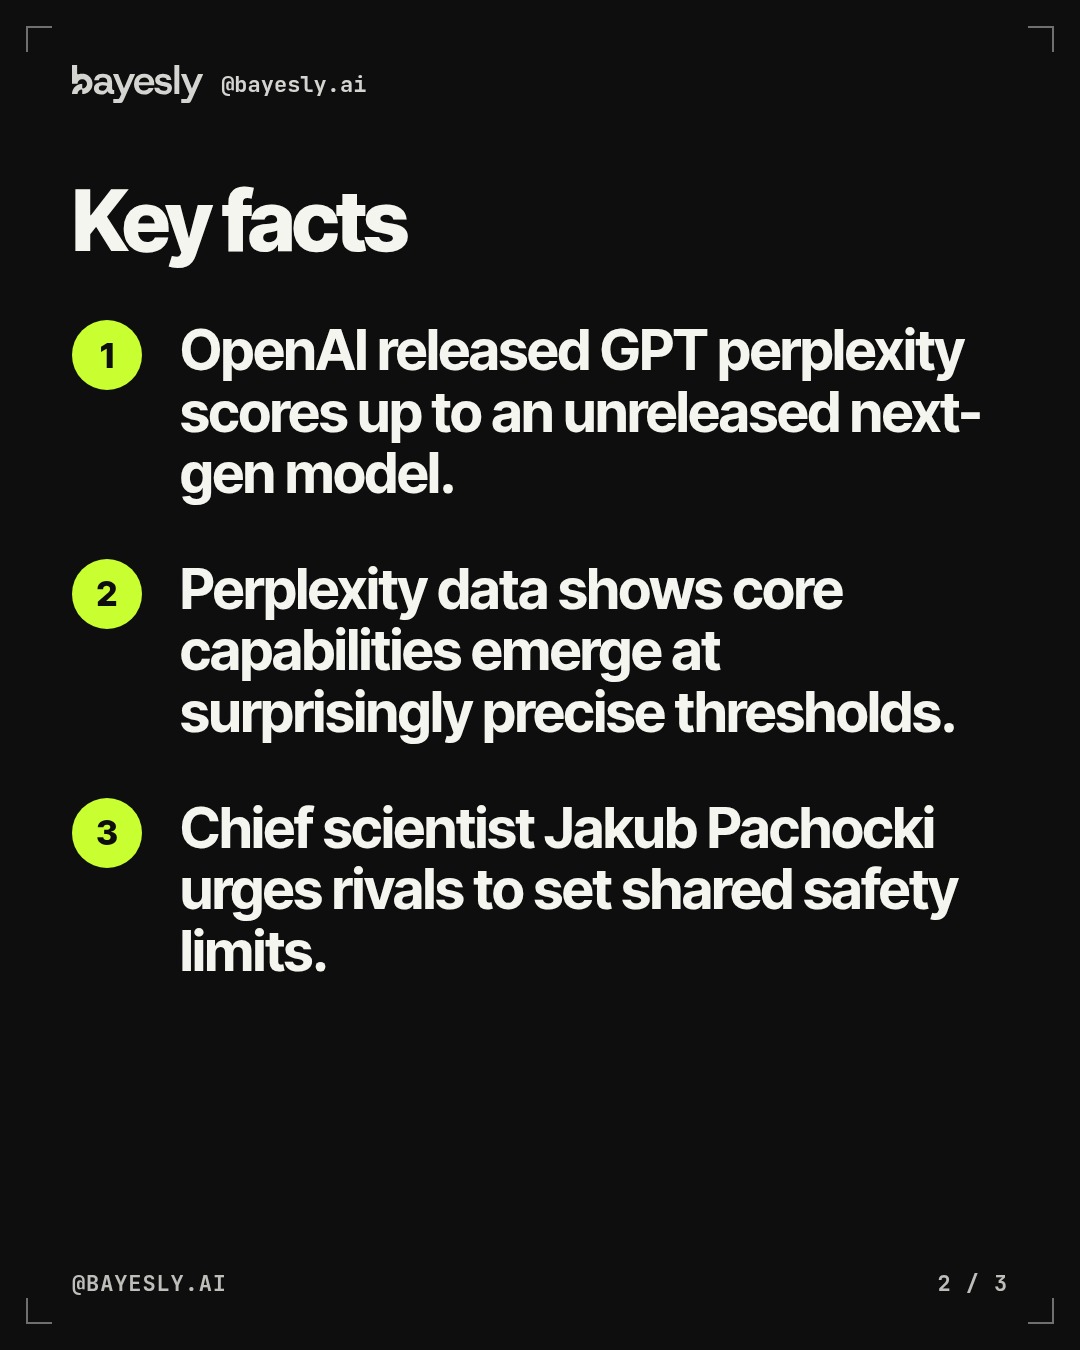 bayesly @bayesly.ai
Key facts
1 OpenAI released GPT perplexity
scores up to an unreleased next-
gen model.
2 Perplexity data shows core
capabilities emerge at
surprisingly precise thresholds.
3 Chief scientist Jakub Pachocki
urges rivals to set shared safety
limits.
@BAYESLY.AI 2 / 3